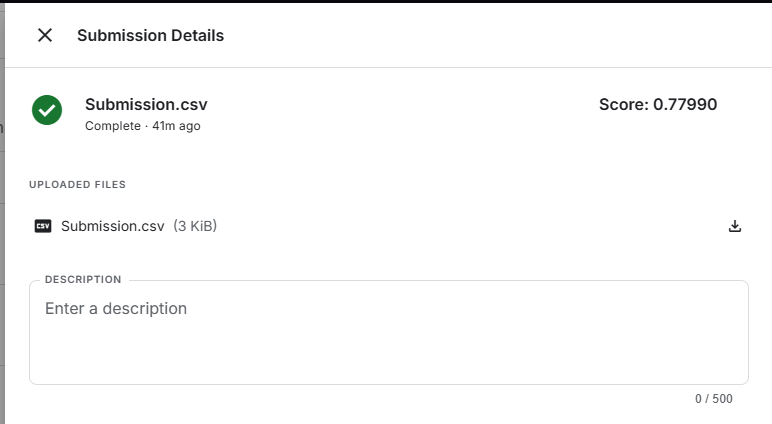 Submission Details
Submission.csv
Score: 0.77990
Complete · 41m ago
UPLOADED FILES
CSV
Submission.csv (3 KiB)
DESCRIPTION
Enter a description
0 / 500